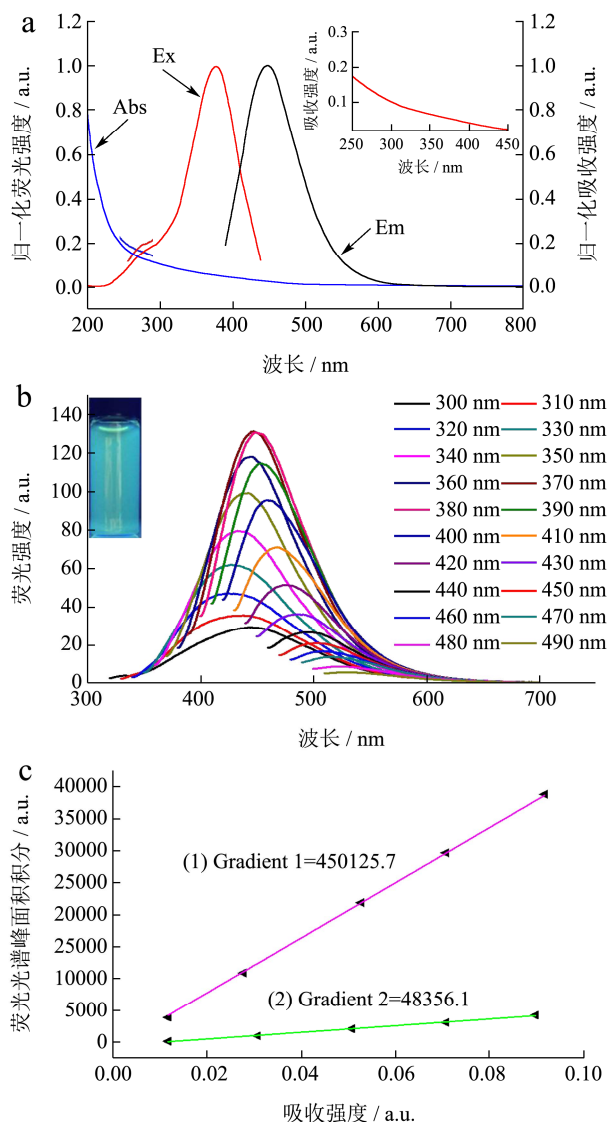 a
Ex
Abs
Em
归一化荧光强度 / a.u.
1.0
0.8
0.6
0.4
0.2
0.0
200 300 400 500 600 700 800
波长 / nm
归一化吸收强度 / a.u.
1.0
0.8
0.6
0.4
0.2
0.0
吸收强度 / a.u.
0.3
0.2
0.1
250 300 350 400 450
波长 / nm
b
荧光强度 / a.u.
140
120
100
80
60
40
20
0
300 400 500 600 700
波长 / nm
300 nm 310 nm
320 nm 330 nm
340 nm 350 nm
360 nm 370 nm
380 nm 390 nm
400 nm 410 nm
420 nm 430 nm
440 nm 450 nm
460 nm 470 nm
480 nm 490 nm
c
荧光光谱峰面积积分 / a.u.
40000
35000
30000
25000
20000
15000
10000
5000
0
(1) Gradient 1=450125.7
(2) Gradient 2=48356.1
0.00 0.02 0.04 0.06 0.08 0.10
吸收强度 / a.u.